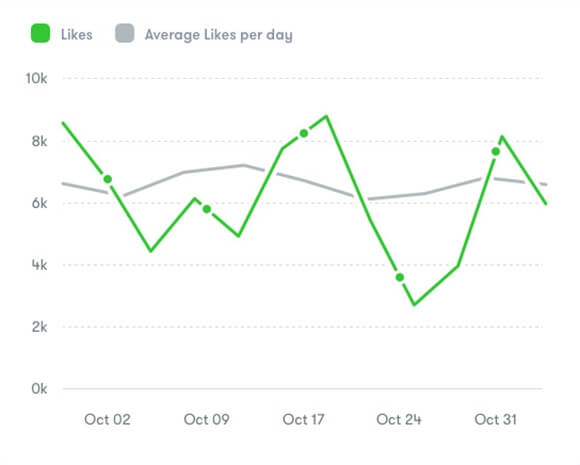 Likes Average Likes per day
10k
8k
6k
4k
2k
0k
Oct 02 Oct 09 Oct 17 Oct 24 Oct 31